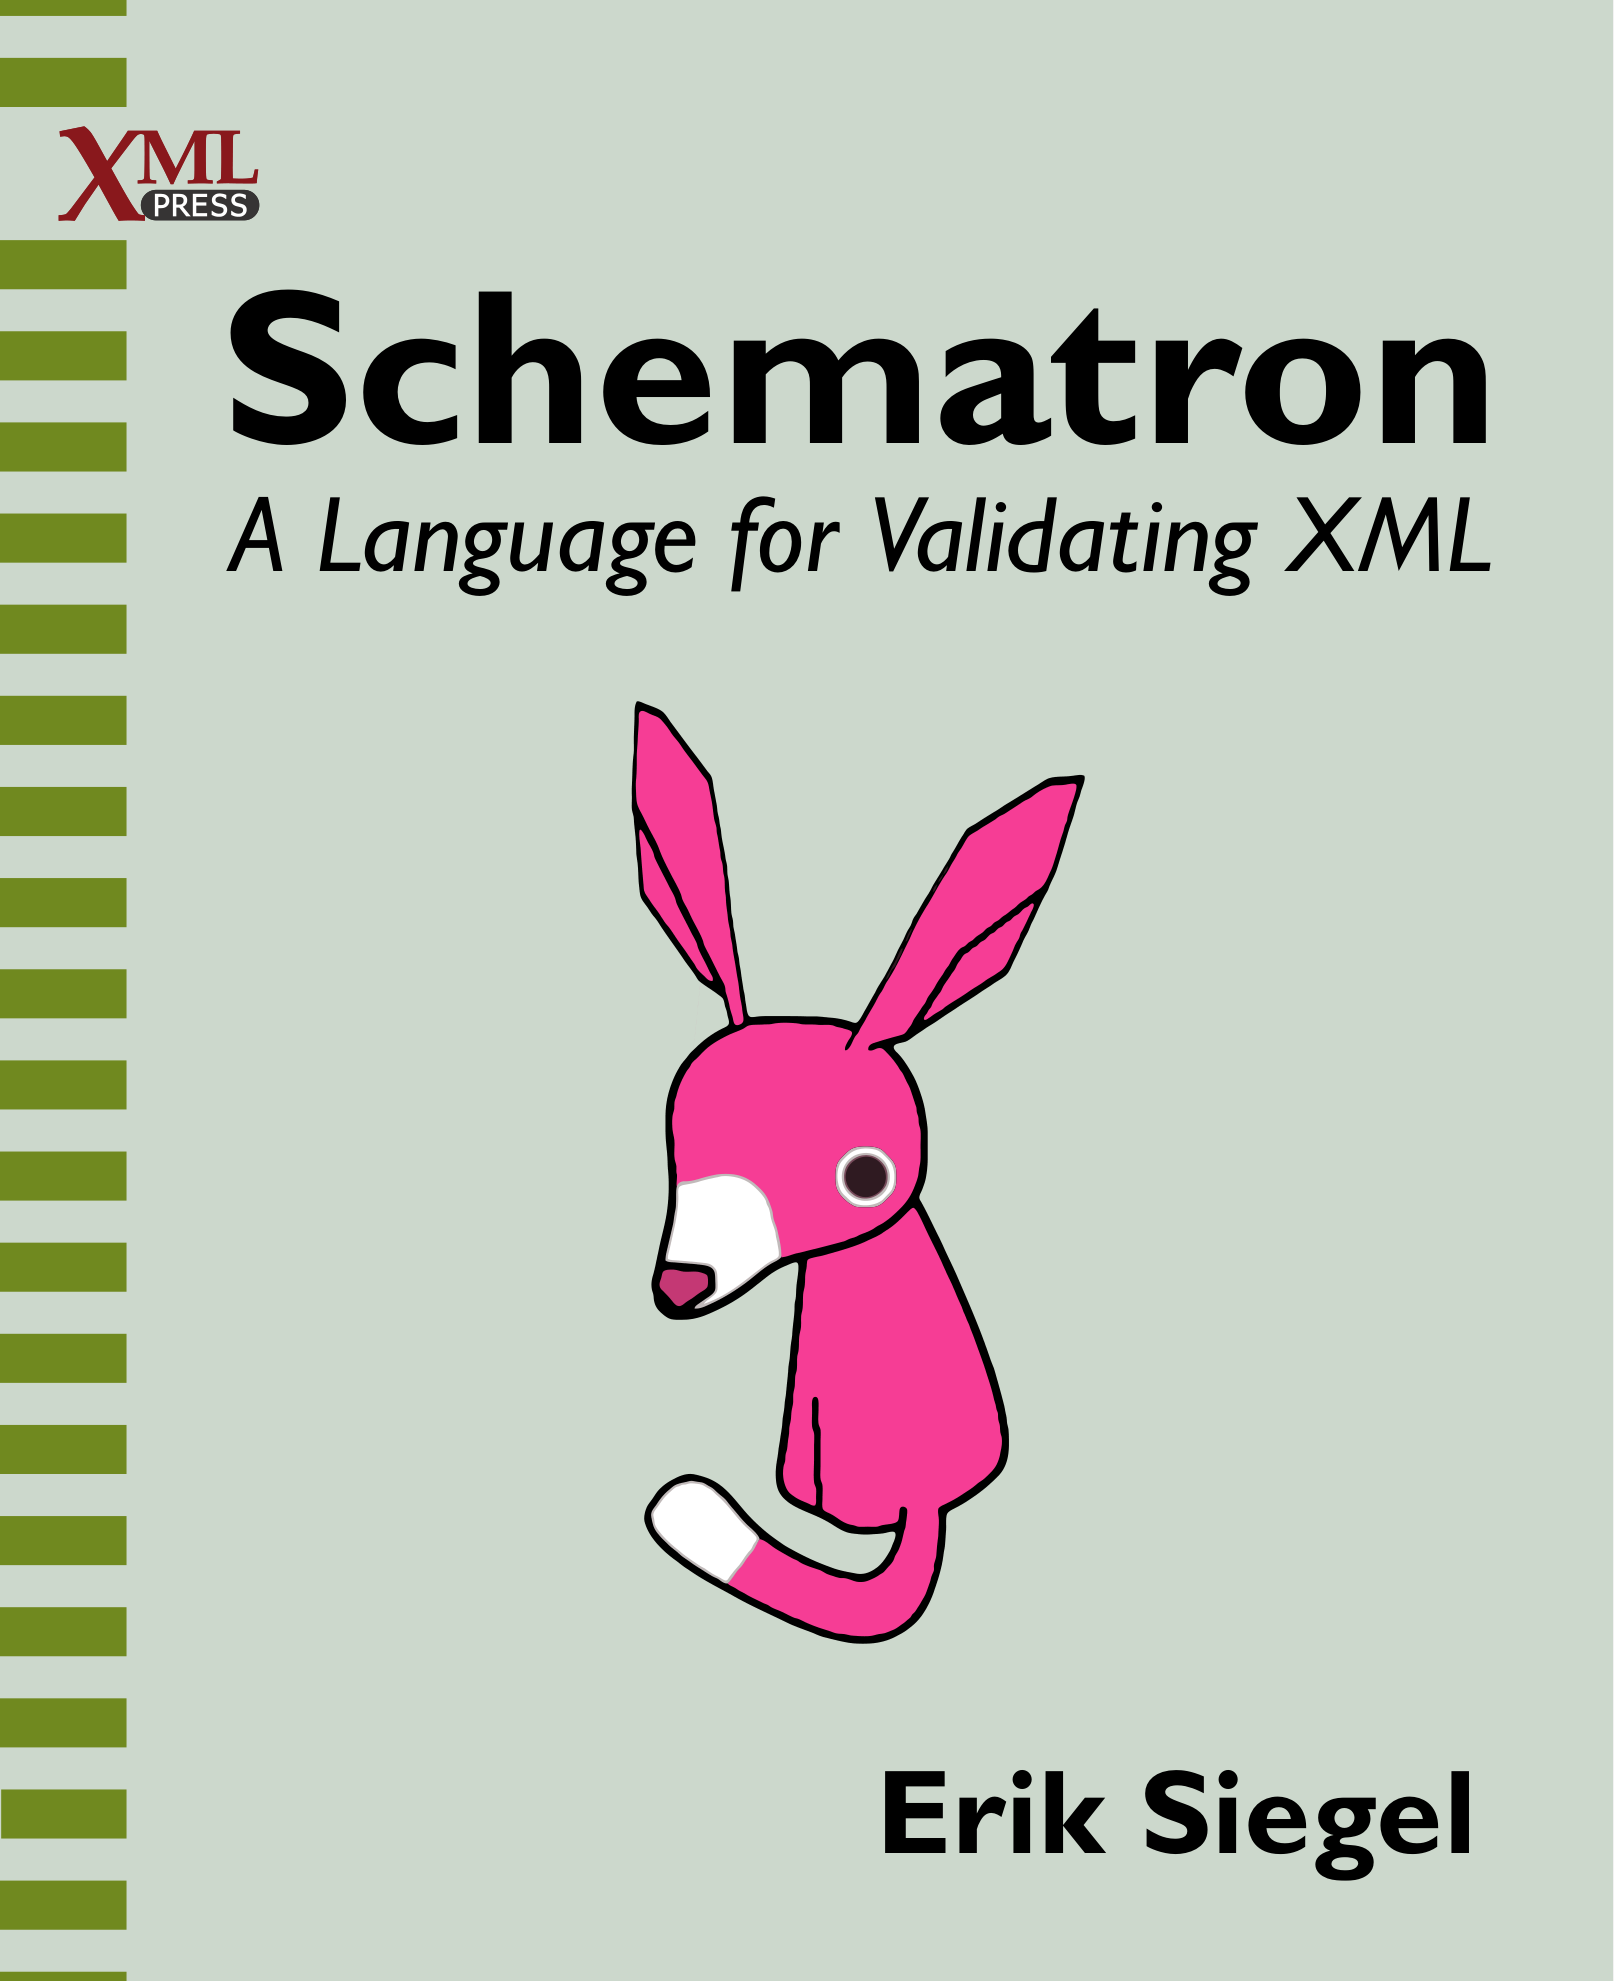 XML
PRESS
Schematron
A Language for Validating XML
Erik Siegel